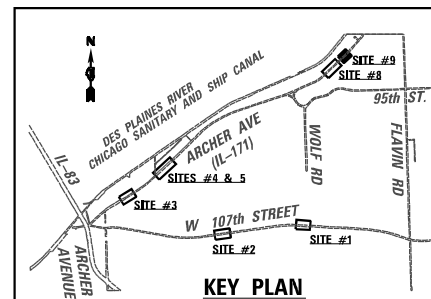 N
DES PLAINES RIVER
CHICAGO SANITARY AND SHIP CANAL
SITE #9
SITE #8
95th ST.
ARCHER AVE
(IL-171)
WOLF RD
FLAVIN RD
IL-83
SITES #4 & 5
SITE #3
W 107th STREET
SITE #2
SITE #1
ARCHER
AVENUE
KEY PLAN